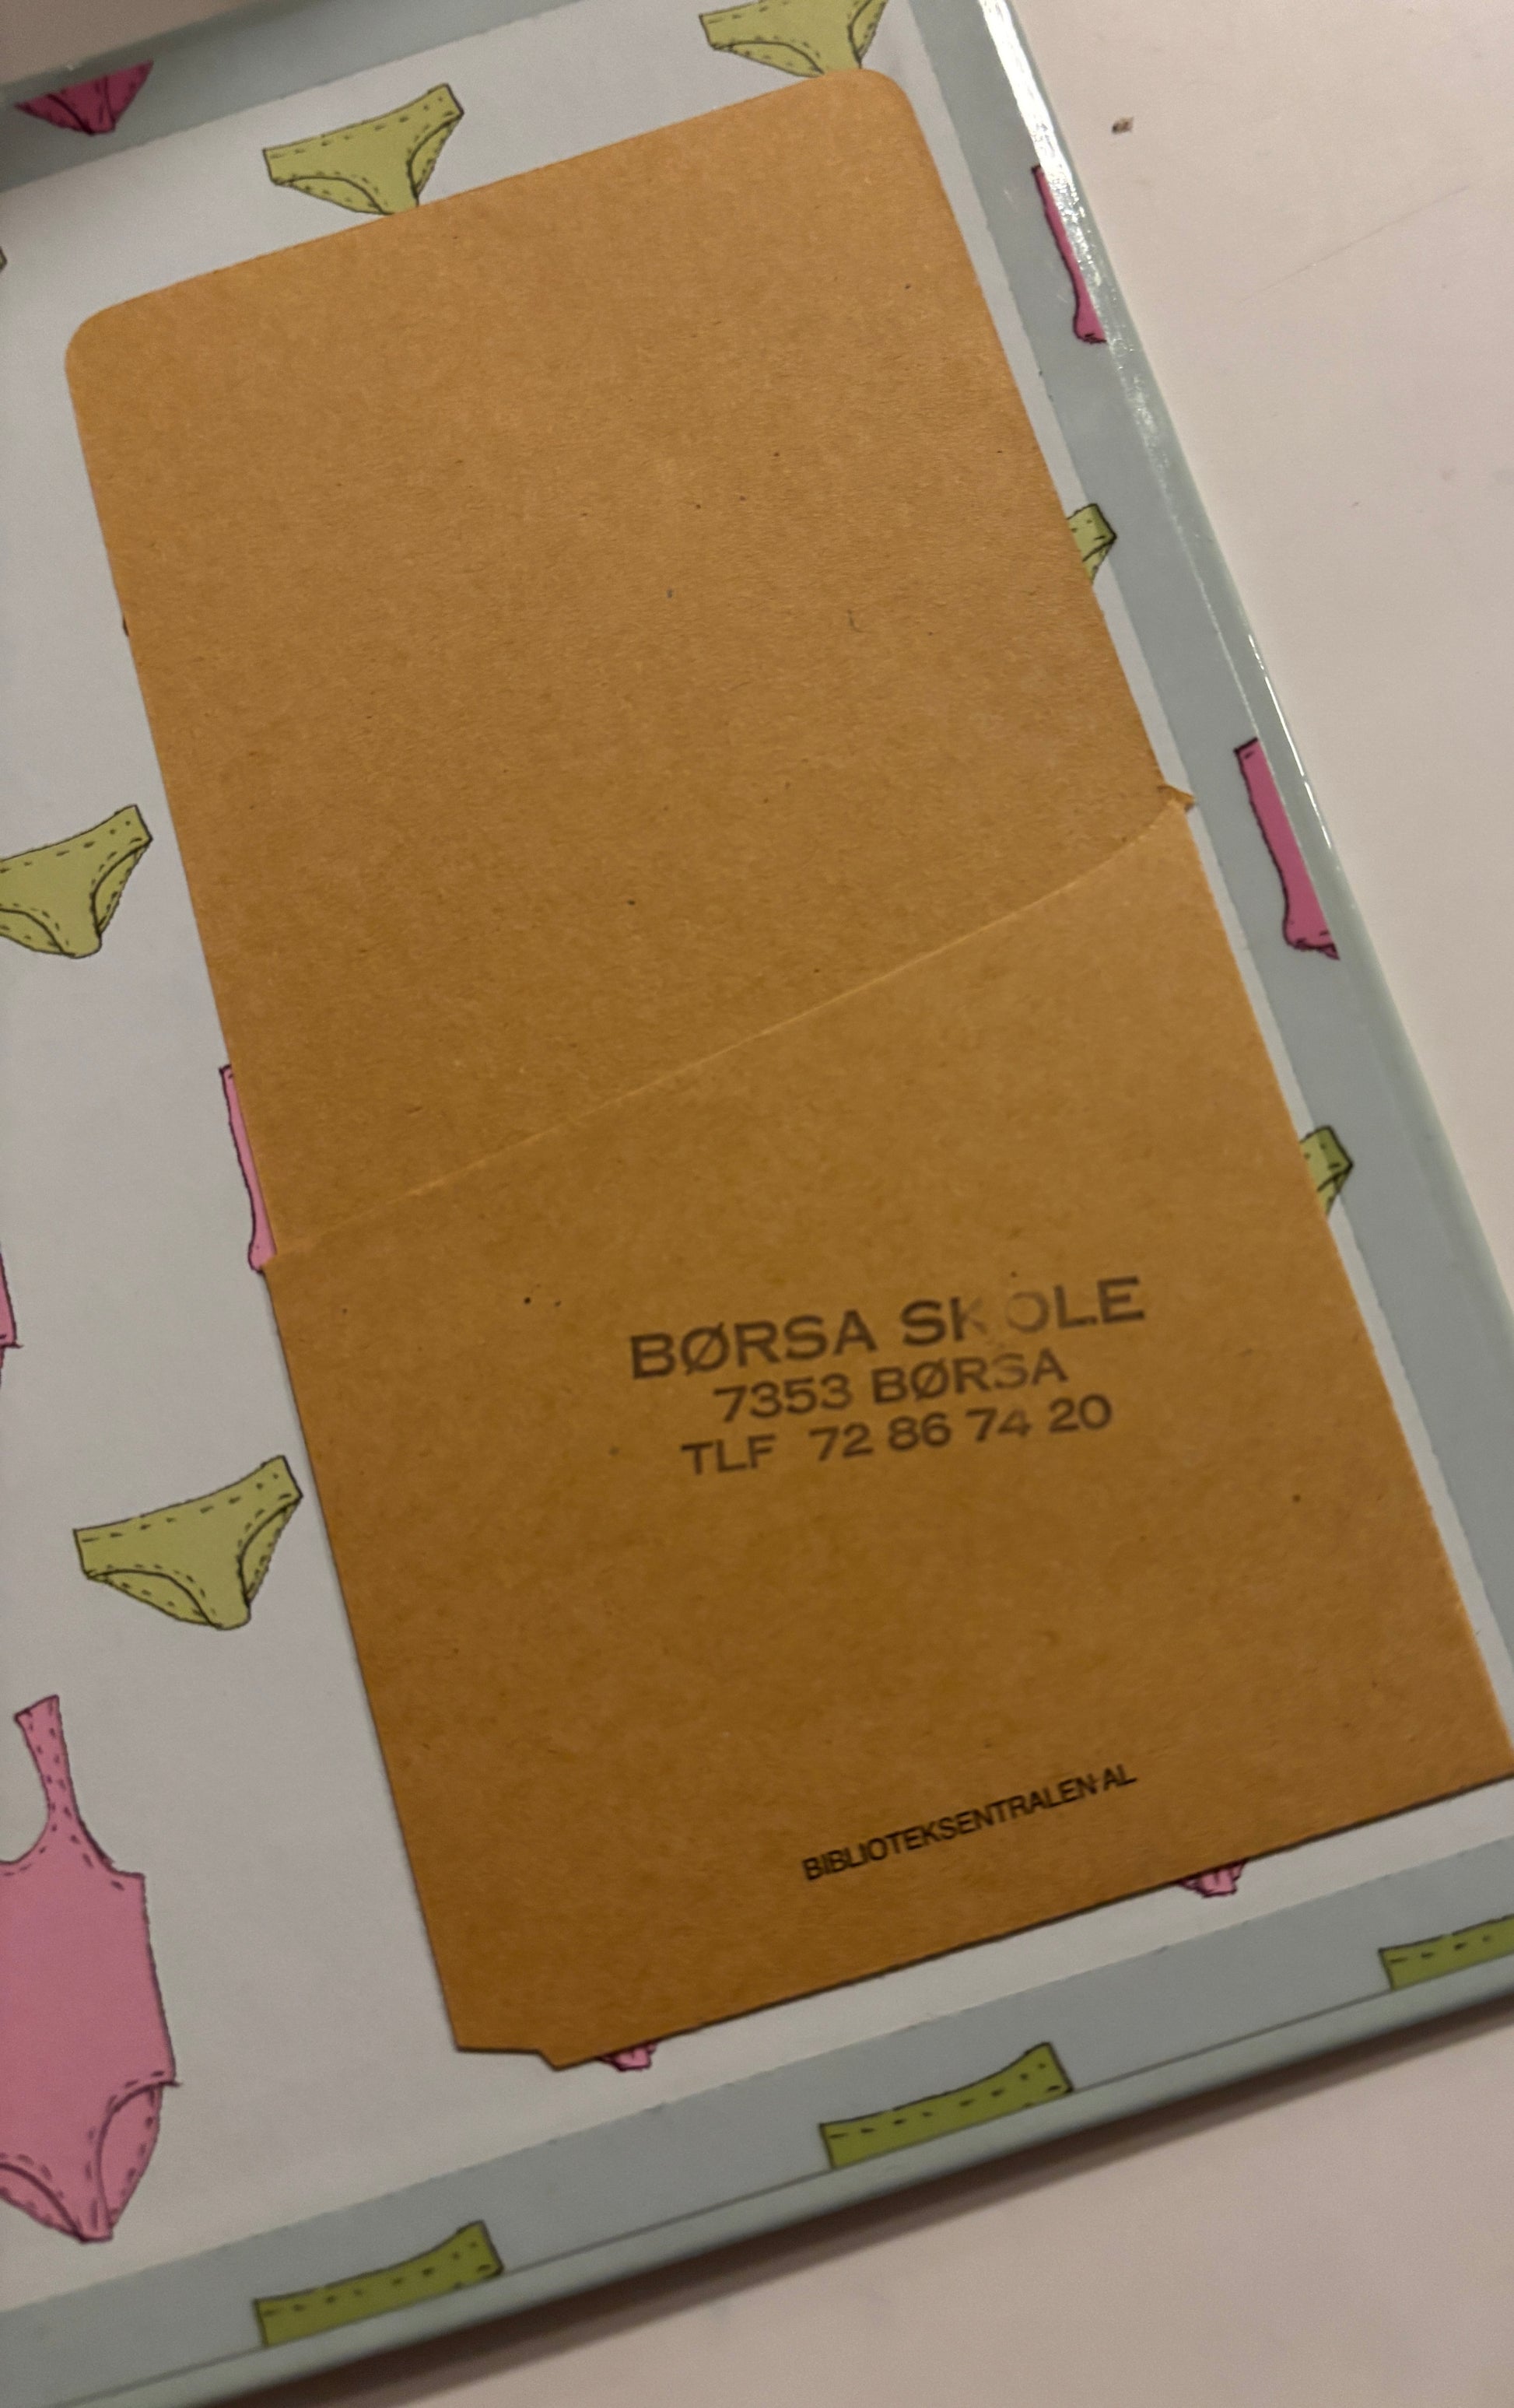 BØRSA SKOLE
7353 BØRSA
TLF 72 86 74 20
BIBLIOTEKSENTRALEN AL